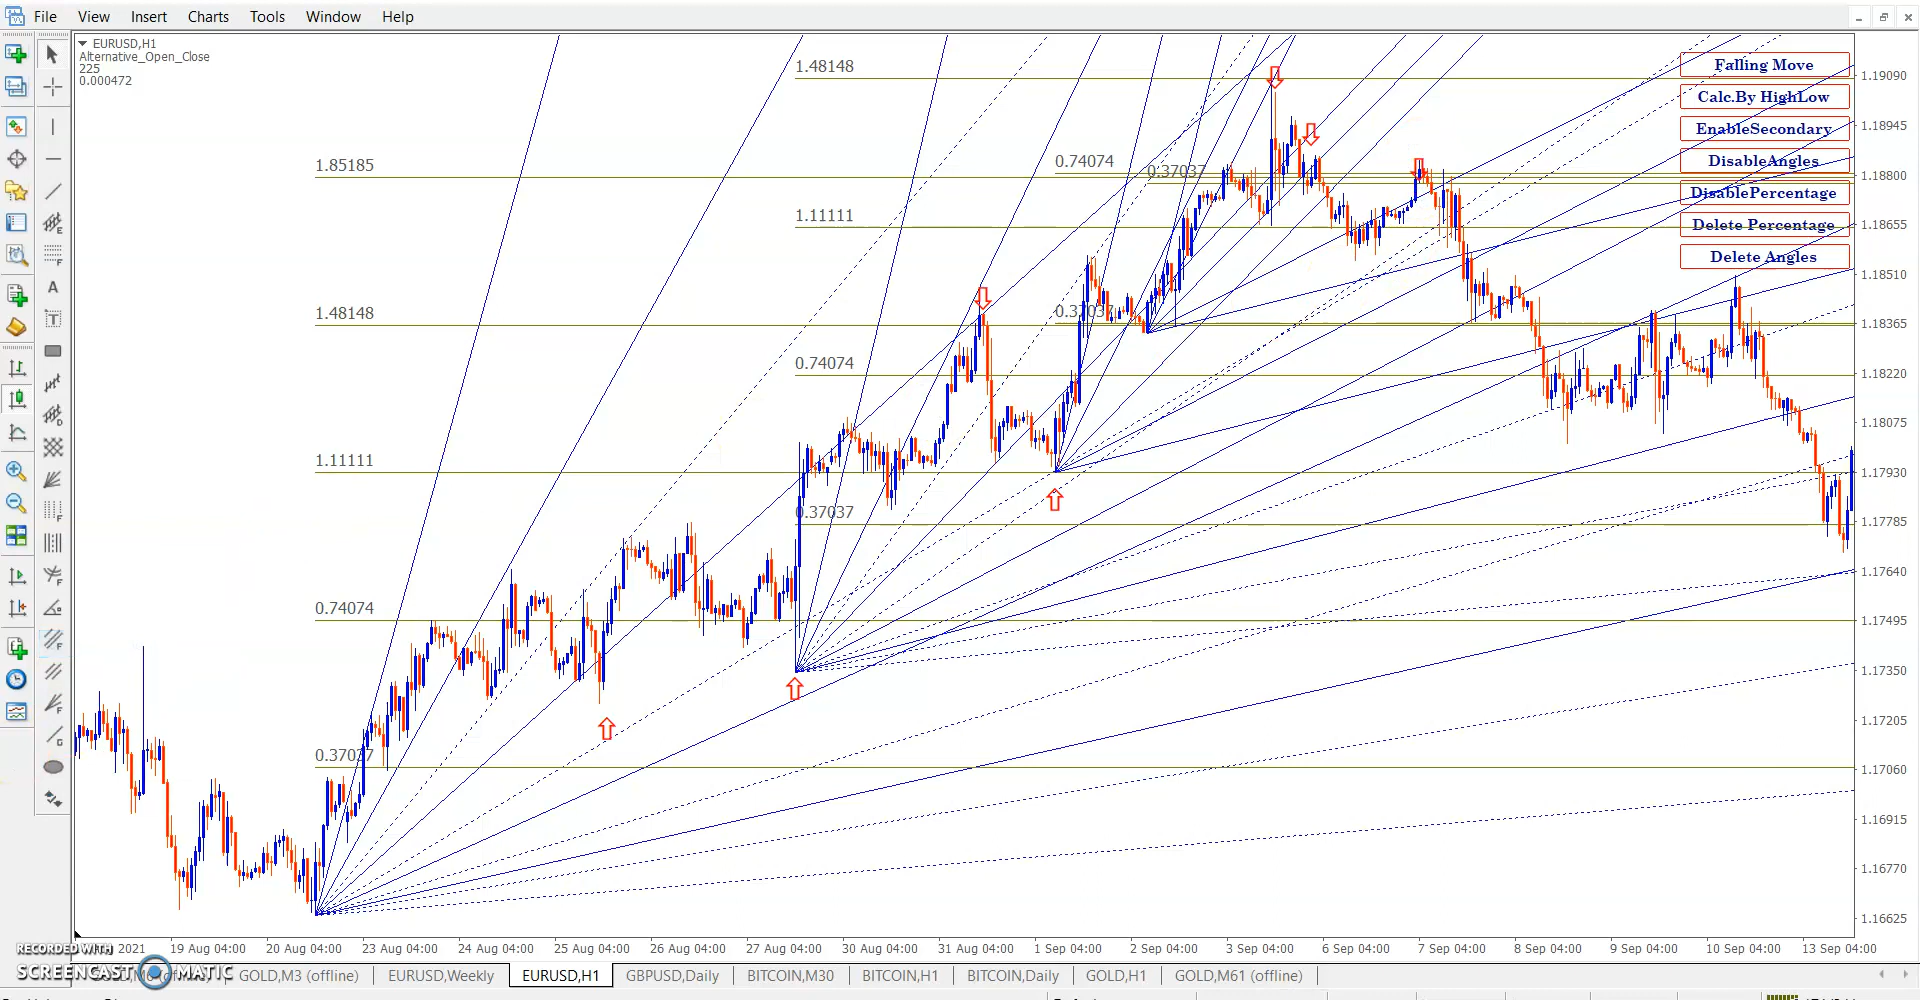 File View Insert Charts Tools Window Help
EURUSD,H1
Alternative_Open_Close
225
0.000472
1.48148
1.85185
0.74074
0.37037
1.11111
1.48148
0.37037
0.74074
1.11111
0.37037
0.74074
0.37037
Falling Move
Calc.By HighLow
EnableSecondary
DisableAngles
DisablePercentage
Delete Percentage
Delete Angles
1.19090
1.18945
1.18800
1.18655
1.18510
1.18365
1.18220
1.18075
1.17930
1.17785
1.17640
1.17495
1.17350
1.17205
1.17060
1.16915
1.16770
1.16625
2021 19 Aug 04:00 20 Aug 04:00 23 Aug 04:00 24 Aug 04:00 25 Aug 04:00 26 Aug 04:00 27 Aug 04:00 30 Aug 04:00 31 Aug 04:00 1 Sep 04:00 2 Sep 04:00 3 Sep 04:00 6 Sep 04:00 7 Sep 04:00 8 Sep 04:00 9 Sep 04:00 10 Sep 04:00 13 Sep 04:00
RECORDED WITH
SCREENCAST MATIC
GOLD,M3 (offline) EURUSD,Weekly EURUSD,H1 GBPUSD,Daily BITCOIN,M30 BITCOIN,H1 BITCOIN,Daily GOLD,H1 GOLD,M61 (offline)